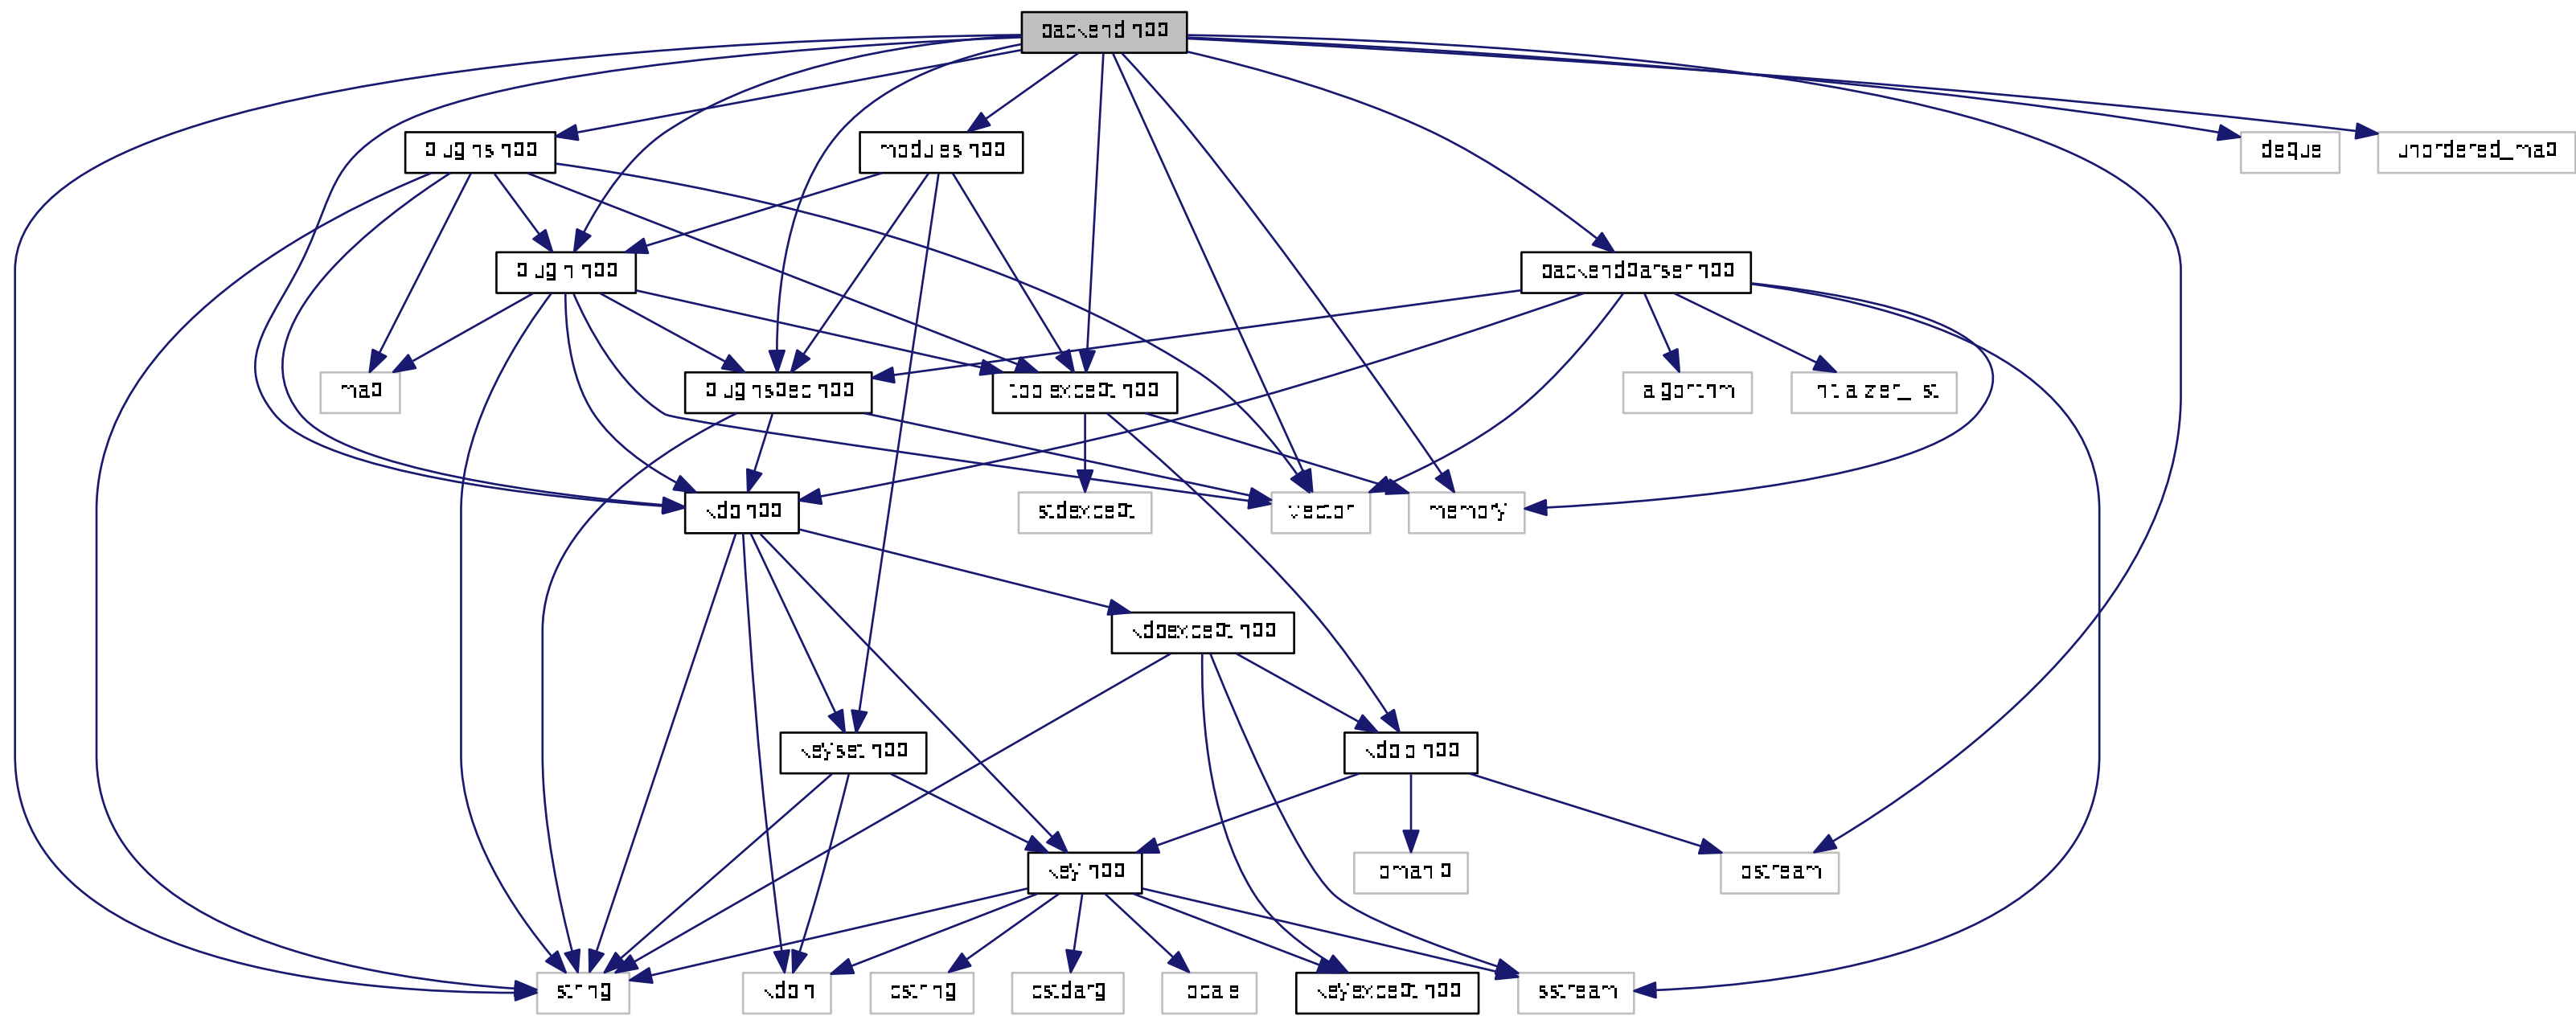 backend.hpp
plugins.hpp
modules.hpp
deque
unordered_map
plugin.hpp
backendparser.hpp
map
pluginspec.hpp
toolexcept.hpp
algorithm
initializer_list
kdb.hpp
stdexcept
vector
memory
kdbexcept.hpp
keyset.hpp
kdbio.hpp
key.hpp
iomanip
ostream
string
kdb.h
cstring
cstdarg
locale
keyexcept.hpp
sstream